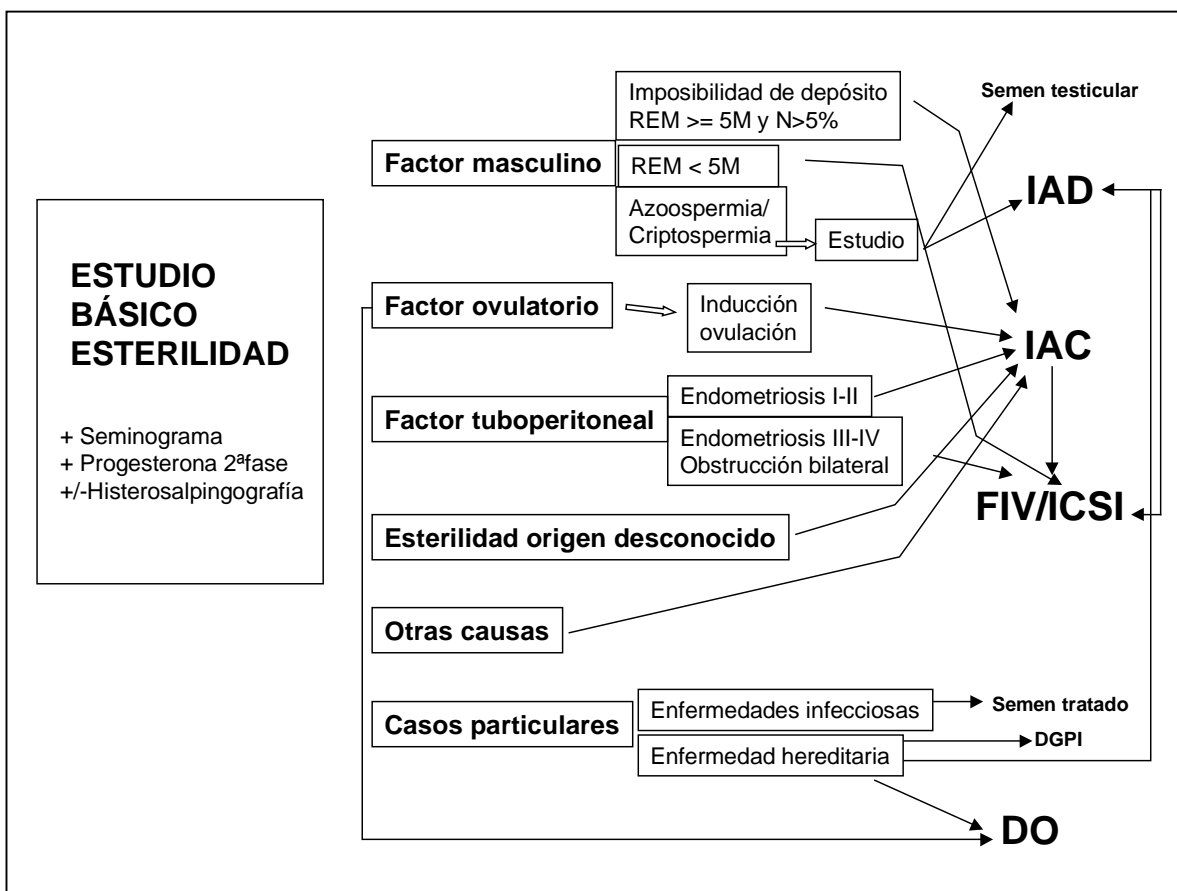 ESTUDIO
BÁSICO
ESTERILIDAD
+ Seminograma
+ Progesterona 2ªfase
+/-Histerosalpingografía
Factor masculino
Imposibilidad de depósito
REM >= 5M y N>5%
REM < 5M
Azoospermia/
Criptospermia
Estudio
Semen testicular
IAD
Factor ovulatorio
Inducción
ovulación
IAC
Factor tuboperitoneal
Endometriosis I-II
Endometriosis III-IV
Obstrucción bilateral
FIV/ICSI
Esterilidad origen desconocido
Otras causas
Casos particulares
Enfermedades infecciosas
Semen tratado
Enfermedad hereditaria
DGPI
DO